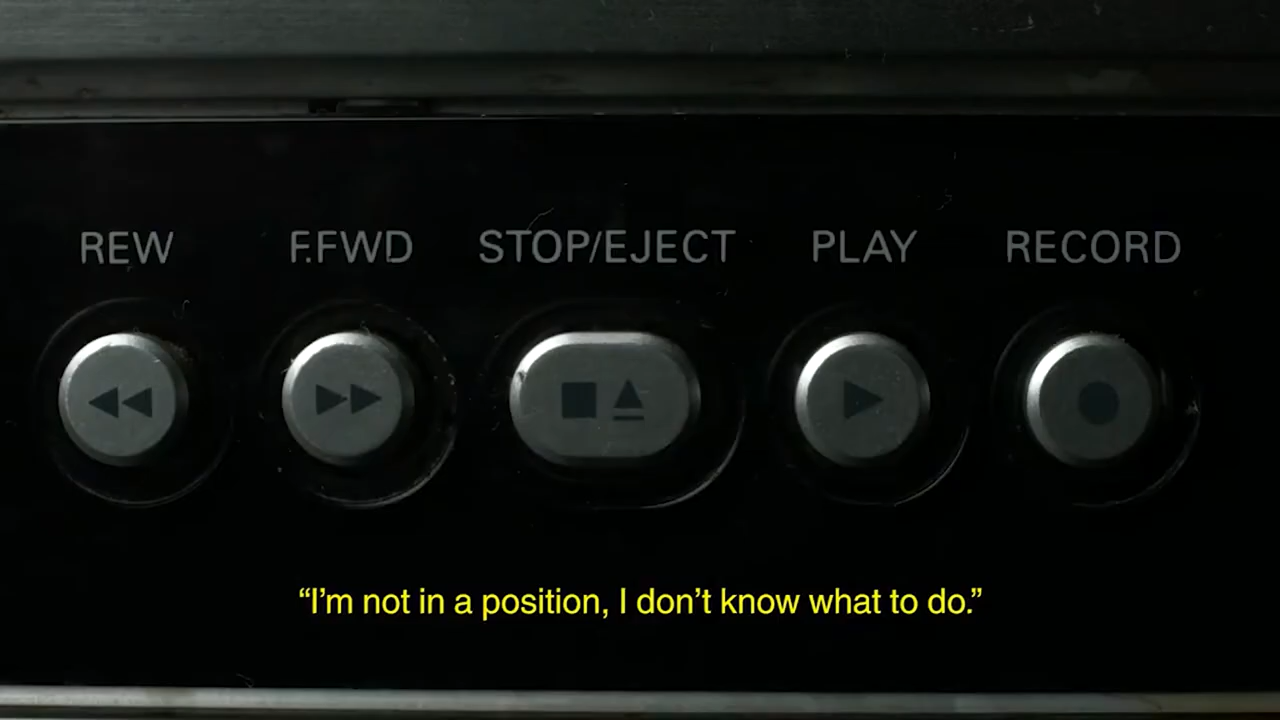 REW F.FWD STOP/EJECT PLAY RECORD
“I’m not in a position, I don’t know what to do.”